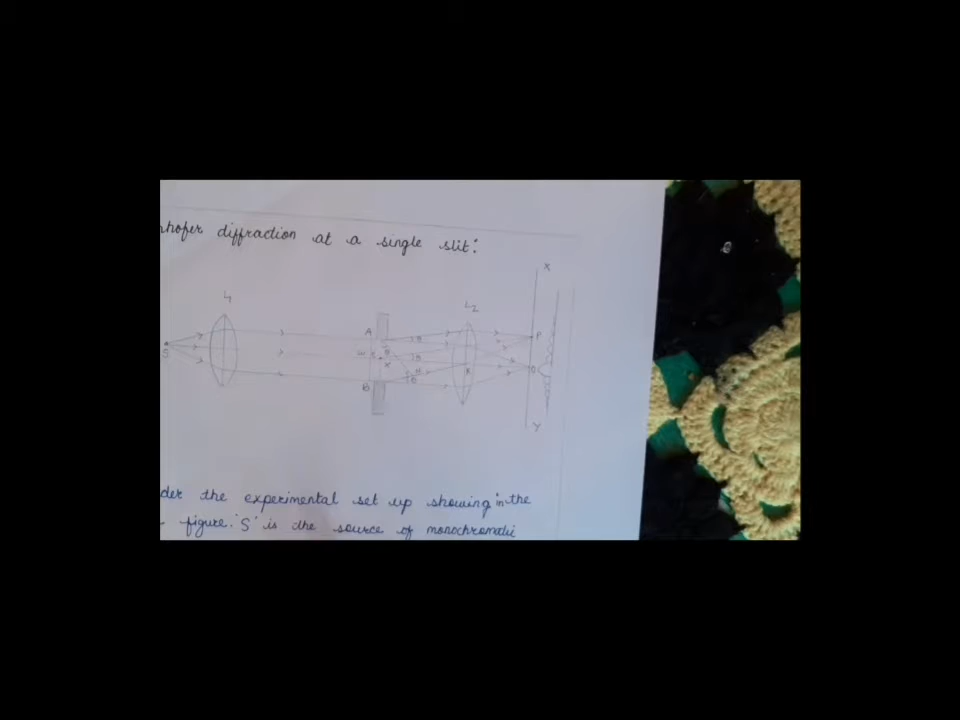 nhofer diffraction at a single slit:
L1 L2 X
S A P
W θ
K O
B
Y
der the experimental set up showing in the
figure. 'S' is the source of monochromatic